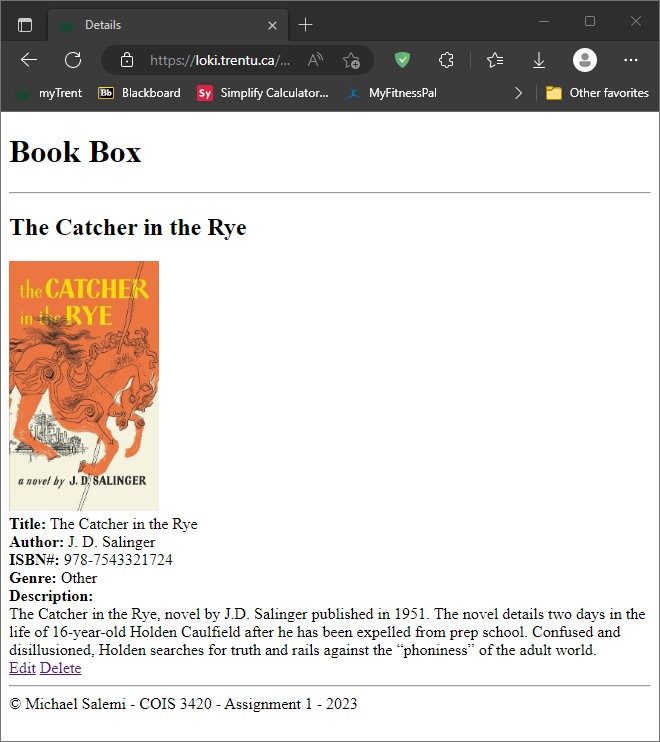 Details
https://loki.trentu.ca/...
myTrent
Bb Blackboard
Sy Simplify Calculator...
MyFitnessPal
Other favorites
Book Box
The Catcher in the Rye
the CATCHER
in the RYE
a novel by J. D. SALINGER
Title: The Catcher in the Rye
Author: J. D. Salinger
ISBN#: 978-7543321724
Genre: Other
Description:
The Catcher in the Rye, novel by J.D. Salinger published in 1951. The novel details two days in the
life of 16-year-old Holden Caulfield after he has been expelled from prep school. Confused and
disillusioned, Holden searches for truth and rails against the “phoniness” of the adult world.
Edit Delete
© Michael Salemi - COIS 3420 - Assignment 1 - 2023